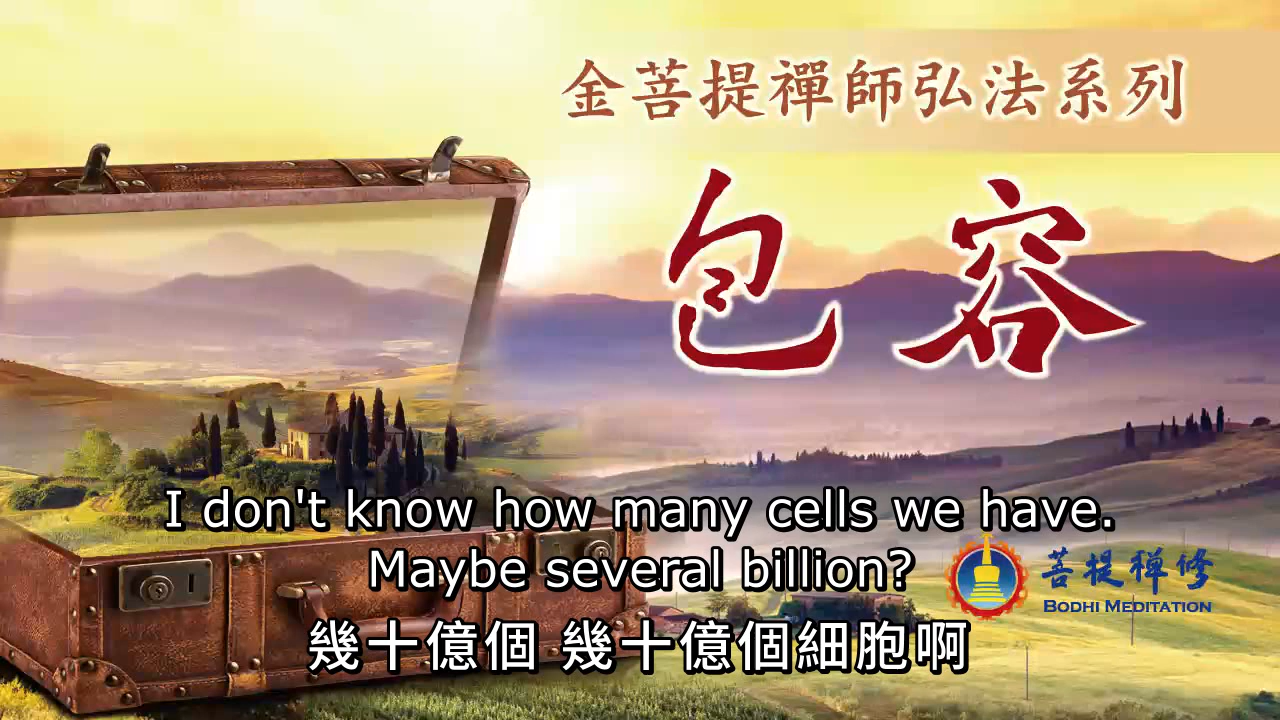 金菩提禪師弘法系列
包容
I don't know how many cells we have.
Maybe several billion?
菩提禪修
BODHI MEDITATION
幾十億個 幾十億個細胞啊